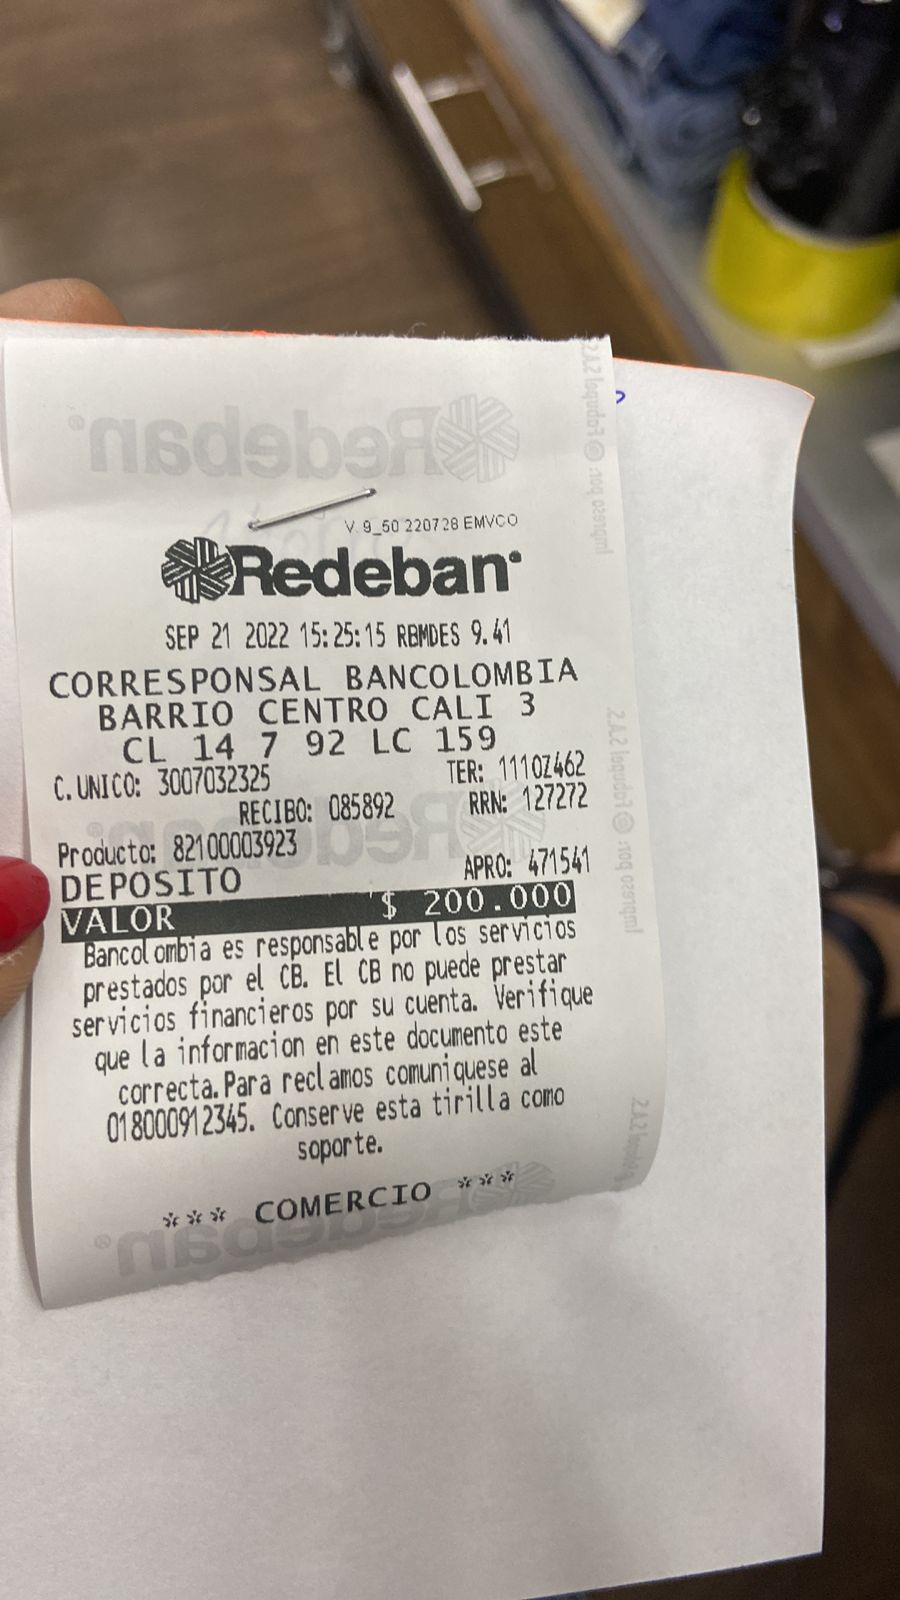 V. 9_50 220728 EMVCO
Redeban
SEP 21 2022 15:25:15 RBMDES 9.41
CORRESPONSAL BANCOLOMBIA
BARRIO CENTRO CALI 3
CL 14 7 92 LC 159
C. UNICO: 3007032325 TER: 1110Z462
RECIBO: 085892 RRN: 127272
Producto: 82100003923
DEPOSITO APRO: 471541
VALOR $ 200.000
Bancolombia es responsable por los servicios
prestados por el CB. El CB no puede prestar
servicios financieros por su cuenta. Verifique
que la informacion en este documento este
correcta.Para reclamos comuniquese al
018000912345. Conserve esta tirilla como
soporte.
*** COMERCIO ***